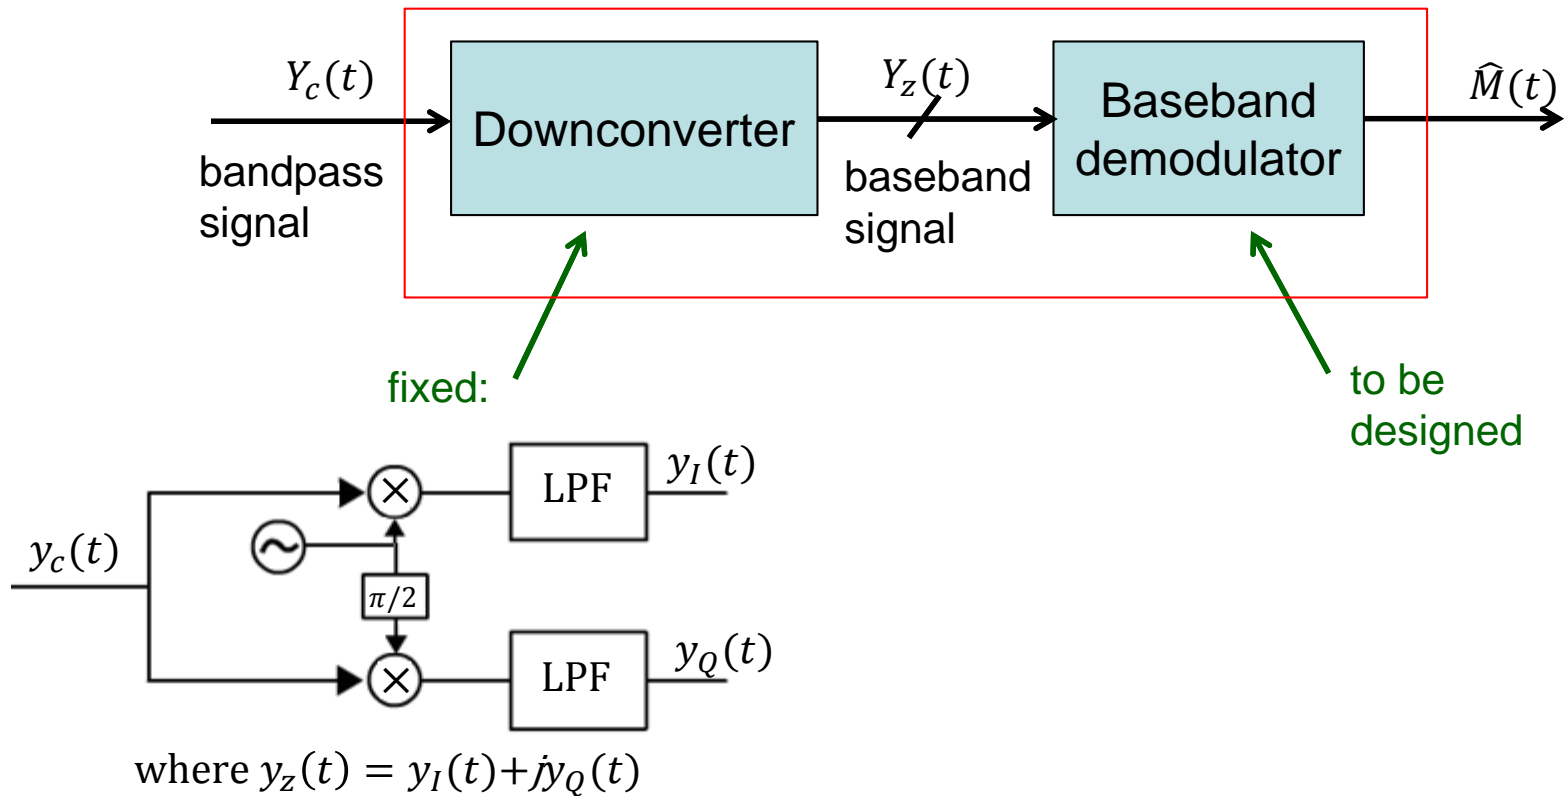 Y_c(t)
Downconverter
Y_z(t)
Baseband
demodulator
M̂(t)
bandpass
signal
baseband
signal
fixed:
to be
designed
y_c(t)
π/2
LPF
y_I(t)
LPF
y_Q(t)
where y_z(t) = y_I(t)+jy_Q(t)